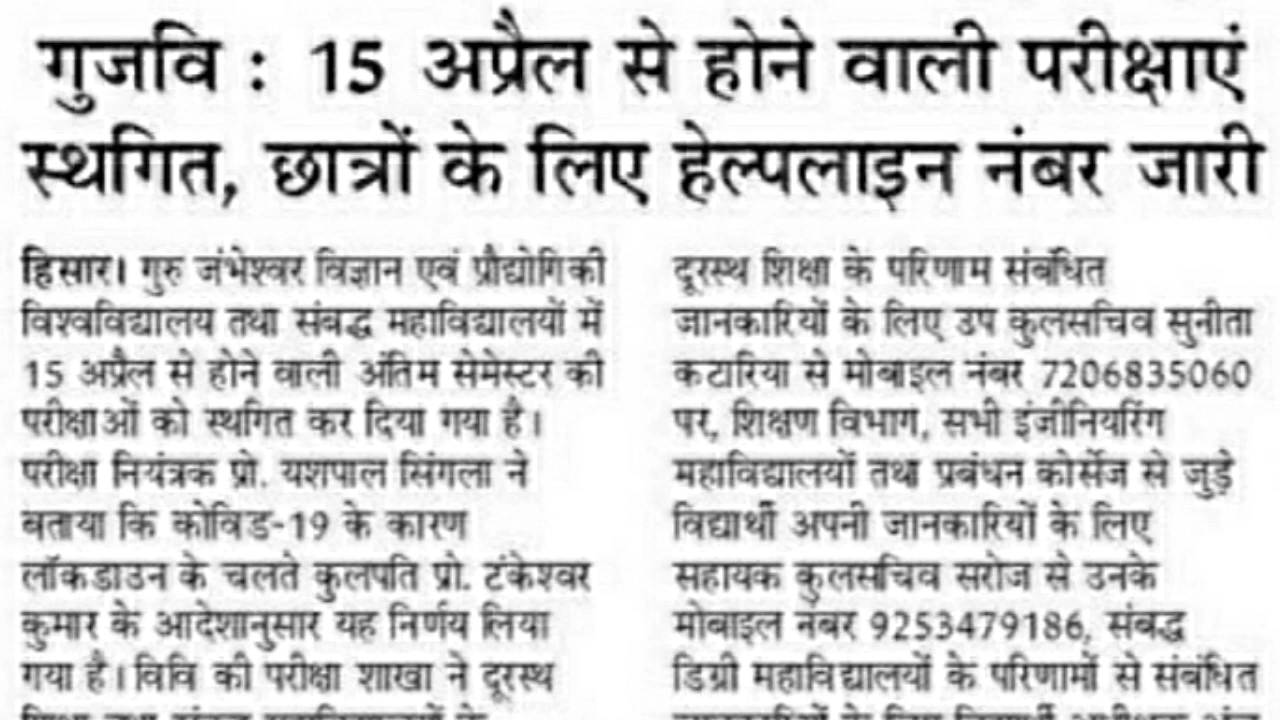 गुजवि : 15 अप्रैल से होने वाली परीक्षाएं
स्थगित, छात्रों के लिए हेल्पलाइन नंबर जारी
हिसार। गुरु जंभेश्वर विज्ञान एवं प्रौद्योगिकी
विश्वविद्यालय तथा संबद्ध महाविद्यालयों में
15 अप्रैल से होने वाली अंतिम सेमेस्टर की
परीक्षाओं को स्थगित कर दिया गया है।
परीक्षा नियंत्रक प्रो. यशपाल सिंगला ने
बताया कि कोविड-19 के कारण
लॉकडाउन के चलते कुलपति प्रो. टंकेश्वर
कुमार के आदेशानुसार यह निर्णय लिया
गया है। विवि की परीक्षा शाखा ने दूरस्थ
दूरस्थ शिक्षा के परिणाम संबंधित
जानकारियों के लिए उप कुलसचिव सुनीता
कटारिया से मोबाइल नंबर 7206835060
पर, शिक्षण विभाग, सभी इंजीनियरिंग
महाविद्यालयों तथा प्रबंधन कोर्सेज से जुड़े
विद्यार्थी अपनी जानकारियों के लिए
सहायक कुलसचिव सरोज से उनके
मोबाइल नंबर 9253479186, संबद्ध
डिग्री महाविद्यालयों के परिणामों से संबंधित